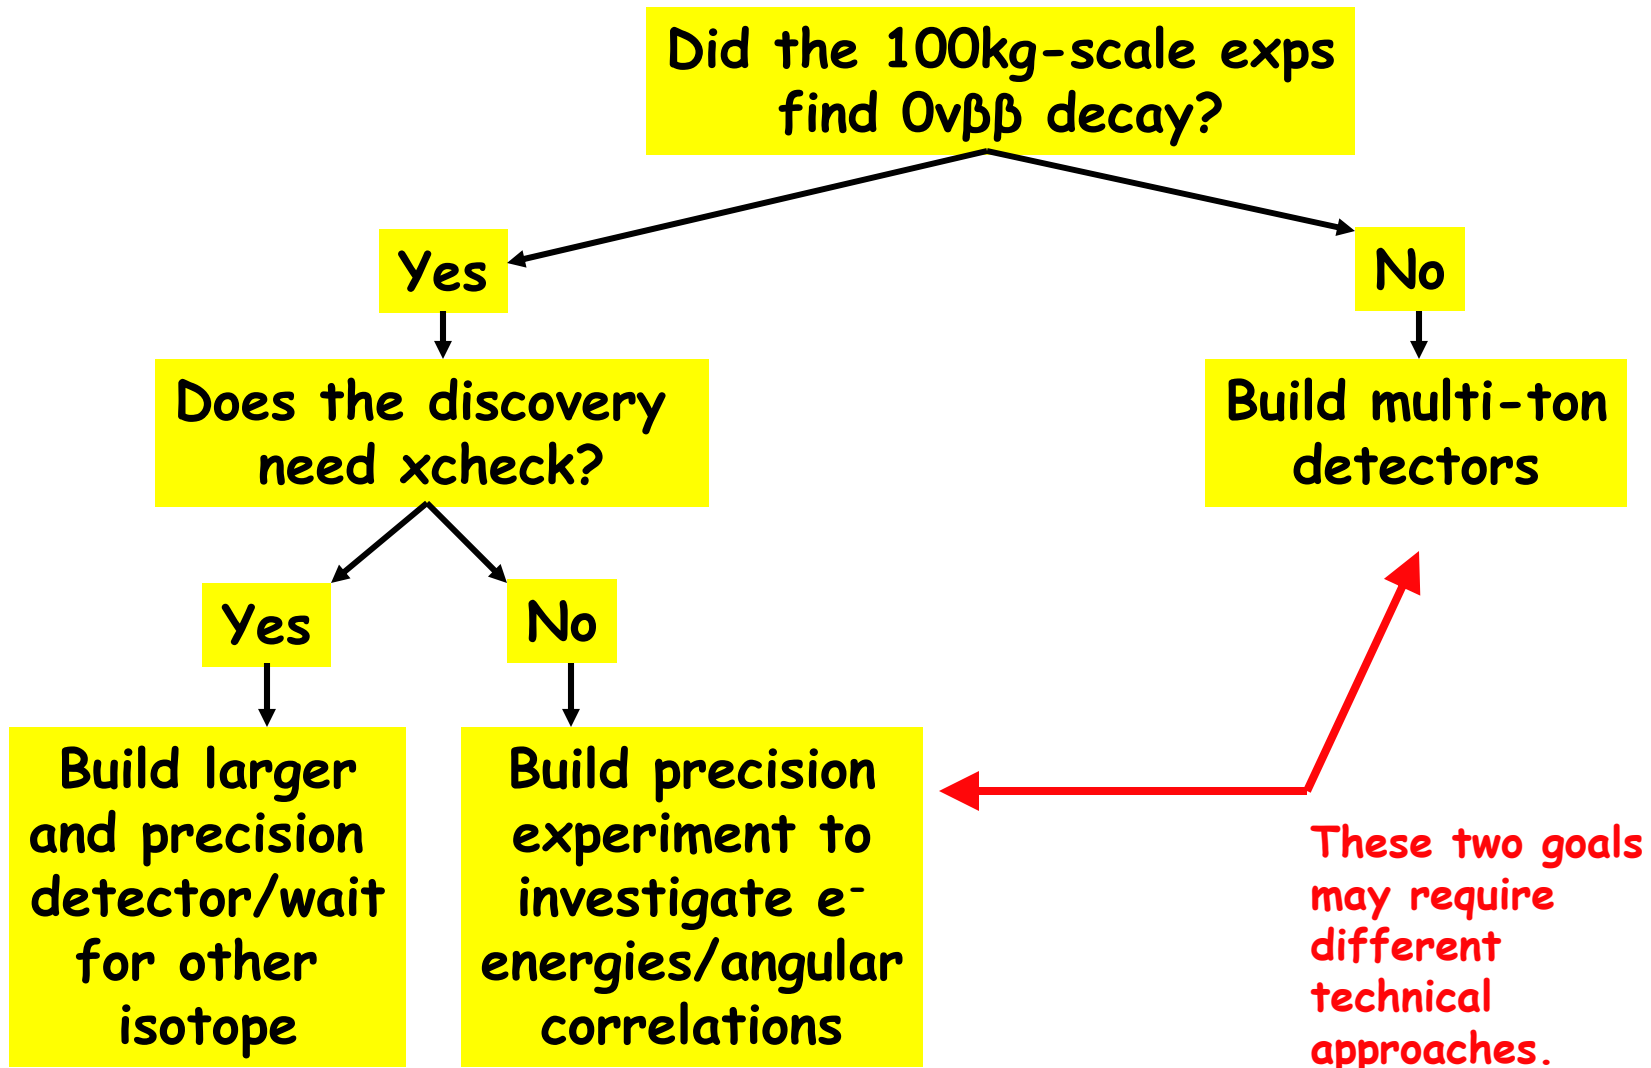 Did the 100kg-scale exps
find 0νββ decay?
Yes
No
Does the discovery
need xcheck?
Build multi-ton
detectors
Yes
No
Build larger
and precision
detector/wait
for other
isotope
Build precision
experiment to
investigate e⁻
energies/angular
correlations
These two goals
may require
different
technical
approaches.